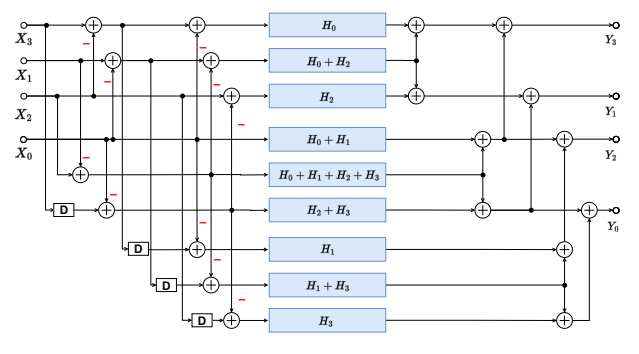 X₃
X₁
X₂
X₀
−
−
−
−
−
−
−
−
−
−
D
D
D
D
H₀
H₀ + H₂
H₂
H₀ + H₁
H₀ + H₁ + H₂ + H₃
H₂ + H₃
H₁
H₁ + H₃
H₃
Y₃
Y₁
Y₂
Y₀